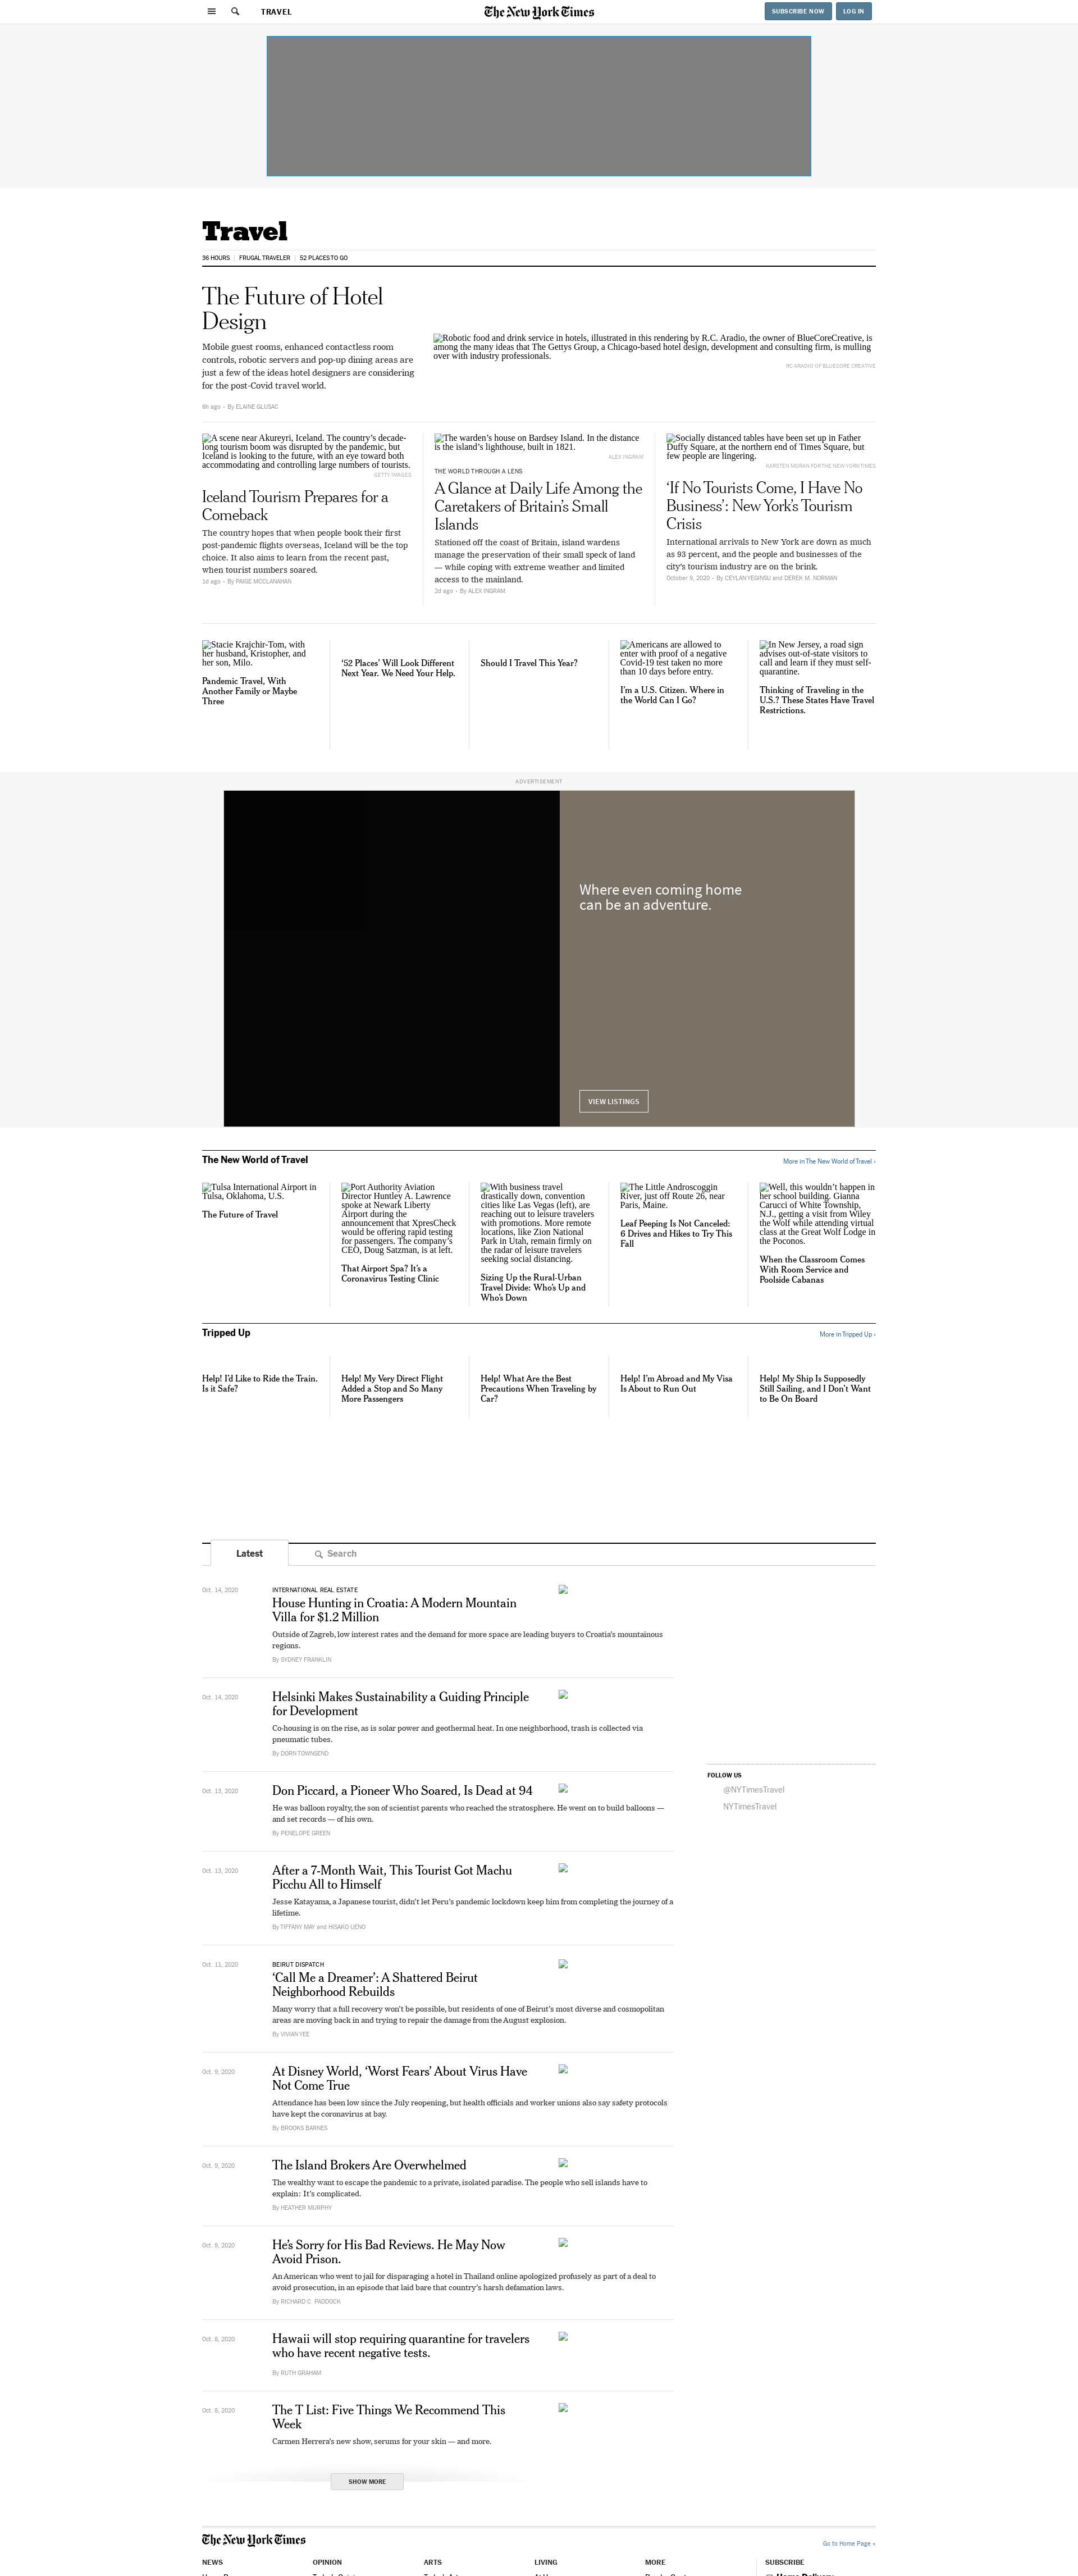 TRAVEL
The New York Times
SUBSCRIBE NOW
LOG IN
Travel
36 HOURS
FRUGAL TRAVELER
52 PLACES TO GO
The Future of Hotel
Design
Mobile guest rooms, enhanced contactless room
controls, robotic servers and pop-up dining areas are
just a few of the ideas hotel designers are considering
for the post-Covid travel world.
6h ago - By ELAINE GLUSAC
Robotic food and drink service in hotels, illustrated in this rendering by R.C. Aradio, the owner of BlueCoreCreative, is
among the many ideas that The Gettys Group, a Chicago-based hotel design, development and consulting firm, is mulling
over with industry professionals.
RC ARADIO OF BLUECORE CREATIVE
A scene near Akureyri, Iceland. The country's decade-
long tourism boom was disrupted by the pandemic, but
Iceland is looking to the future, with an eye toward both
accommodating and controlling large numbers of tourists.
GETTY IMAGES
Iceland Tourism Prepares for a
Comeback
The country hopes that when people book their first
post-pandemic flights overseas, Iceland will be the top
choice. It also aims to learn from the recent past,
when tourist numbers soared.
1d ago - By PAIGE MCCLANAHAN
The warden's house on Bardsey Island. In the distance
is the island's lighthouse, built in 1821.
ALEX INGRAM
THE WORLD THROUGH A LENS
A Glance at Daily Life Among the
Caretakers of Britain's Small
Islands
Stationed off the coast of Britain, island wardens
manage the preservation of their small speck of land
— while coping with extreme weather and limited
access to the mainland.
2d ago - By ALEX INGRAM
Socially distanced tables have been set up in Father
Duffy Square, at the northern end of Times Square, but
few people are lingering.
KARSTEN MORAN FOR THE NEW YORK TIMES
‘If No Tourists Come, I Have No
Business’: New York’s Tourism
Crisis
International arrivals to New York are down as much
as 93 percent, and the people and businesses of the
city’s tourism industry are on the brink.
October 9, 2020 - By CEYLAN YEGINSU and DEREK M. NORMAN
Stacie Krajchir-Tom, with
her husband, Kristopher, and
her son, Milo.
Pandemic Travel, With
Another Family or Maybe
Three
‘52 Places’ Will Look Different
Next Year. We Need Your Help.
Should I Travel This Year?
Americans are allowed to
enter with proof of a negative
Covid-19 test taken no more
than 10 days before entry.
I’m a U.S. Citizen. Where in
the World Can I Go?
In New Jersey, a road sign
advises out-of-state visitors to
call and learn if they must self-
quarantine.
Thinking of Traveling in the
U.S.? These States Have Travel
Restrictions.
ADVERTISEMENT
Where even coming home
can be an adventure.
VIEW LISTINGS
The New World of Travel
More in The New World of Travel ›
Tulsa International Airport in
Tulsa, Oklahoma, U.S.
The Future of Travel
Port Authority Aviation
Director Huntley A. Lawrence
spoke at Newark Liberty
Airport during the
announcement that XpresCheck
would be offering rapid testing
for passengers. The company’s
CEO, Doug Satzman, is at left.
That Airport Spa? It’s a
Coronavirus Testing Clinic
With business travel
drastically down, convention
cities like Las Vegas (left), are
reaching out to leisure travelers
with promotions. More remote
locations, like Zion National
Park in Utah, remain firmly on
the radar of leisure travelers
seeking social distancing.
Sizing Up the Rural-Urban
Travel Divide: Who’s Up and
Who’s Down
The Little Androscoggin
River, just off Route 26, near
Paris, Maine.
Leaf Peeping Is Not Canceled:
6 Drives and Hikes to Try This
Fall
Well, this wouldn’t happen in
her school building. Gianna
Carucci of White Township,
N.J., getting a visit from Wiley
the Wolf while attending virtual
class at the Great Wolf Lodge in
the Poconos.
When the Classroom Comes
With Room Service and
Poolside Cabanas
Tripped Up
More in Tripped Up ›
Help! I’d Like to Ride the Train.
Is it Safe?
Help! My Very Direct Flight
Added a Stop and So Many
More Passengers
Help! What Are the Best
Precautions When Traveling by
Car?
Help! I’m Abroad and My Visa
Is About to Run Out
Help! My Ship Is Supposedly
Still Sailing, and I Don’t Want
to Be On Board
Latest
Search
Oct. 14, 2020
INTERNATIONAL REAL ESTATE
House Hunting in Croatia: A Modern Mountain
Villa for $1.2 Million
Outside of Zagreb, low interest rates and the demand for more space are leading buyers to Croatia’s mountainous
regions.
By SYDNEY FRANKLIN
Oct. 14, 2020
Helsinki Makes Sustainability a Guiding Principle
for Development
Co-housing is on the rise, as is solar power and geothermal heat. In one neighborhood, trash is collected via
pneumatic tubes.
By DORN TOWNSEND
FOLLOW US
@NYTimesTravel
NYTimesTravel
Oct. 13, 2020
Don Piccard, a Pioneer Who Soared, Is Dead at 94
He was balloon royalty, the son of scientist parents who reached the stratosphere. He went on to build balloons —
and set records — of his own.
By PENELOPE GREEN
Oct. 13, 2020
After a 7-Month Wait, This Tourist Got Machu
Picchu All to Himself
Jesse Katayama, a Japanese tourist, didn’t let Peru’s pandemic lockdown keep him from completing the journey of a
lifetime.
By TIFFANY MAY and HISAKO UENO
Oct. 11, 2020
BEIRUT DISPATCH
‘Call Me a Dreamer’: A Shattered Beirut
Neighborhood Rebuilds
Many worry that a full recovery won’t be possible, but residents of one of Beirut’s most diverse and cosmopolitan
areas are moving back in and trying to repair the damage from the August explosion.
By VIVIAN YEE
Oct. 9, 2020
At Disney World, ‘Worst Fears’ About Virus Have
Not Come True
Attendance has been low since the July reopening, but health officials and worker unions also say safety protocols
have kept the coronavirus at bay.
By BROOKS BARNES
Oct. 9, 2020
The Island Brokers Are Overwhelmed
The wealthy want to escape the pandemic to a private, isolated paradise. The people who sell islands have to
explain: It’s complicated.
By HEATHER MURPHY
Oct. 9, 2020
He’s Sorry for His Bad Reviews. He May Now
Avoid Prison.
An American who went to jail for disparaging a hotel in Thailand online apologized profusely as part of a deal to
avoid prosecution, in an episode that laid bare that country’s harsh defamation laws.
By RICHARD C. PADDOCK
Oct. 8, 2020
Hawaii will stop requiring quarantine for travelers
who have recent negative tests.
By RUTH GRAHAM
Oct. 8, 2020
The T List: Five Things We Recommend This
Week
Carmen Herrera’s new show, serums for your skin — and more.
SHOW MORE
The New York Times
Go to Home Page »
NEWS
OPINION
ARTS
LIVING
MORE
SUBSCRIBE